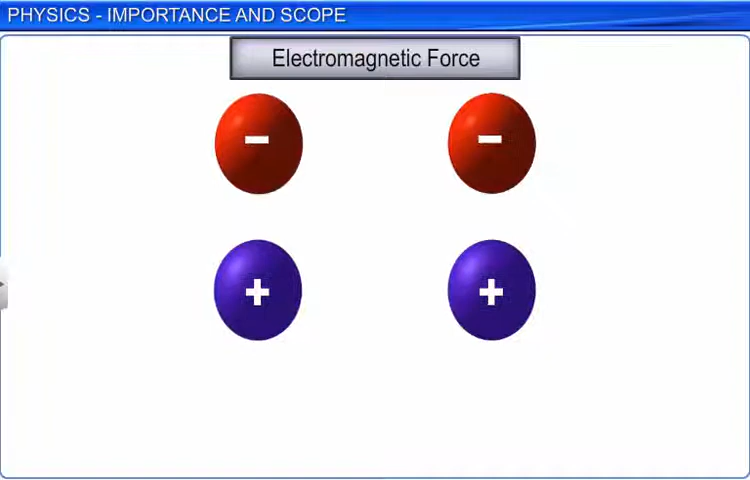 PHYSICS - IMPORTANCE AND SCOPE
Electromagnetic Force
- -
+ +